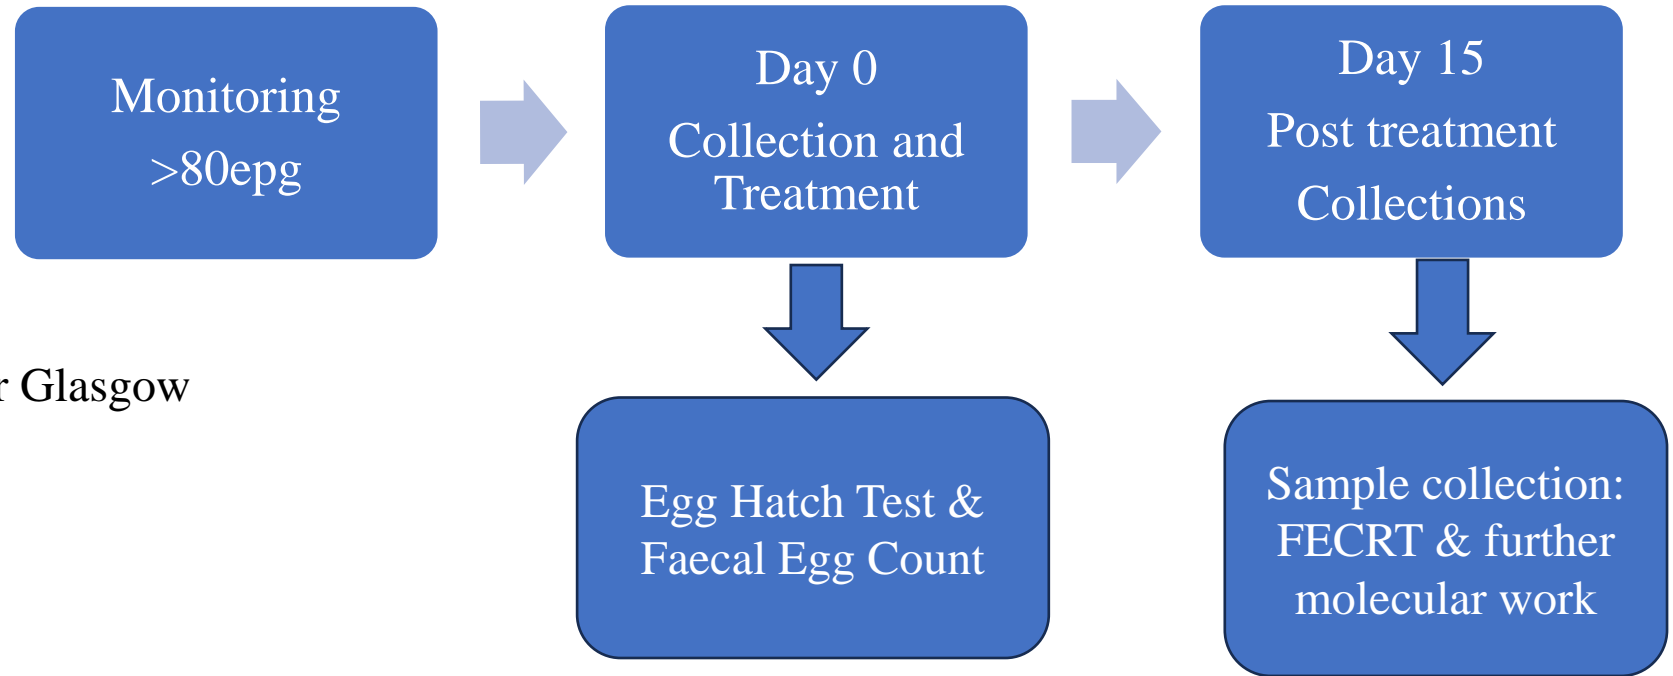 Monitoring
>80epg
Day 0
Collection and
Treatment
Day 15
Post treatment
Collections
Glasgow
Egg Hatch Test &
Faecal Egg Count
Sample collection:
FECRT & further
molecular work